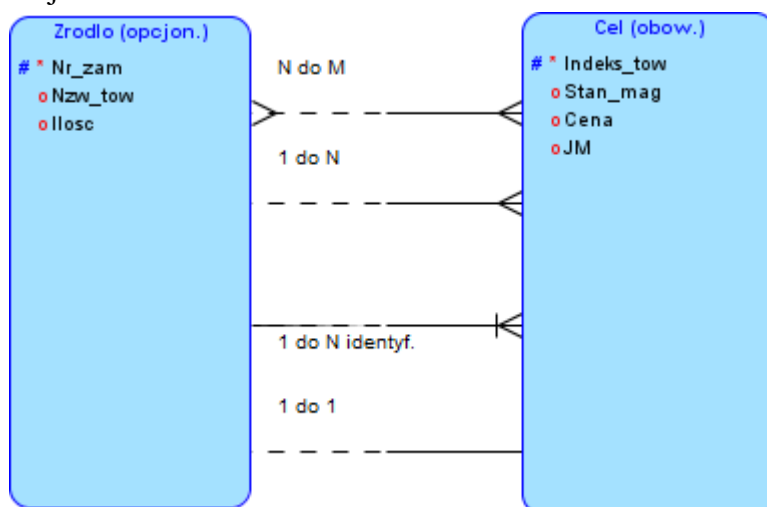 Zrodlo (opcjon.)
# * Nr_zam
o Nzw_tow
o Ilosc
N do M
1 do N
1 do N identyf.
1 do 1
Cel (obow.)
# * Indeks_tow
o Stan_mag
o Cena
o JM